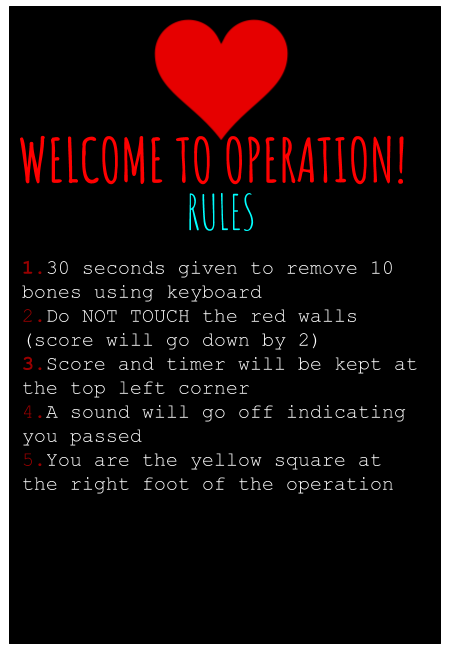 WELCOME TO OPERATION!
RULES
1.30 seconds given to remove 10
bones using keyboard
2.Do NOT TOUCH the red walls
(score will go down by 2)
3.Score and timer will be kept at
the top left corner
4.A sound will go off indicating
you passed
5.You are the yellow square at
the right foot of the operation